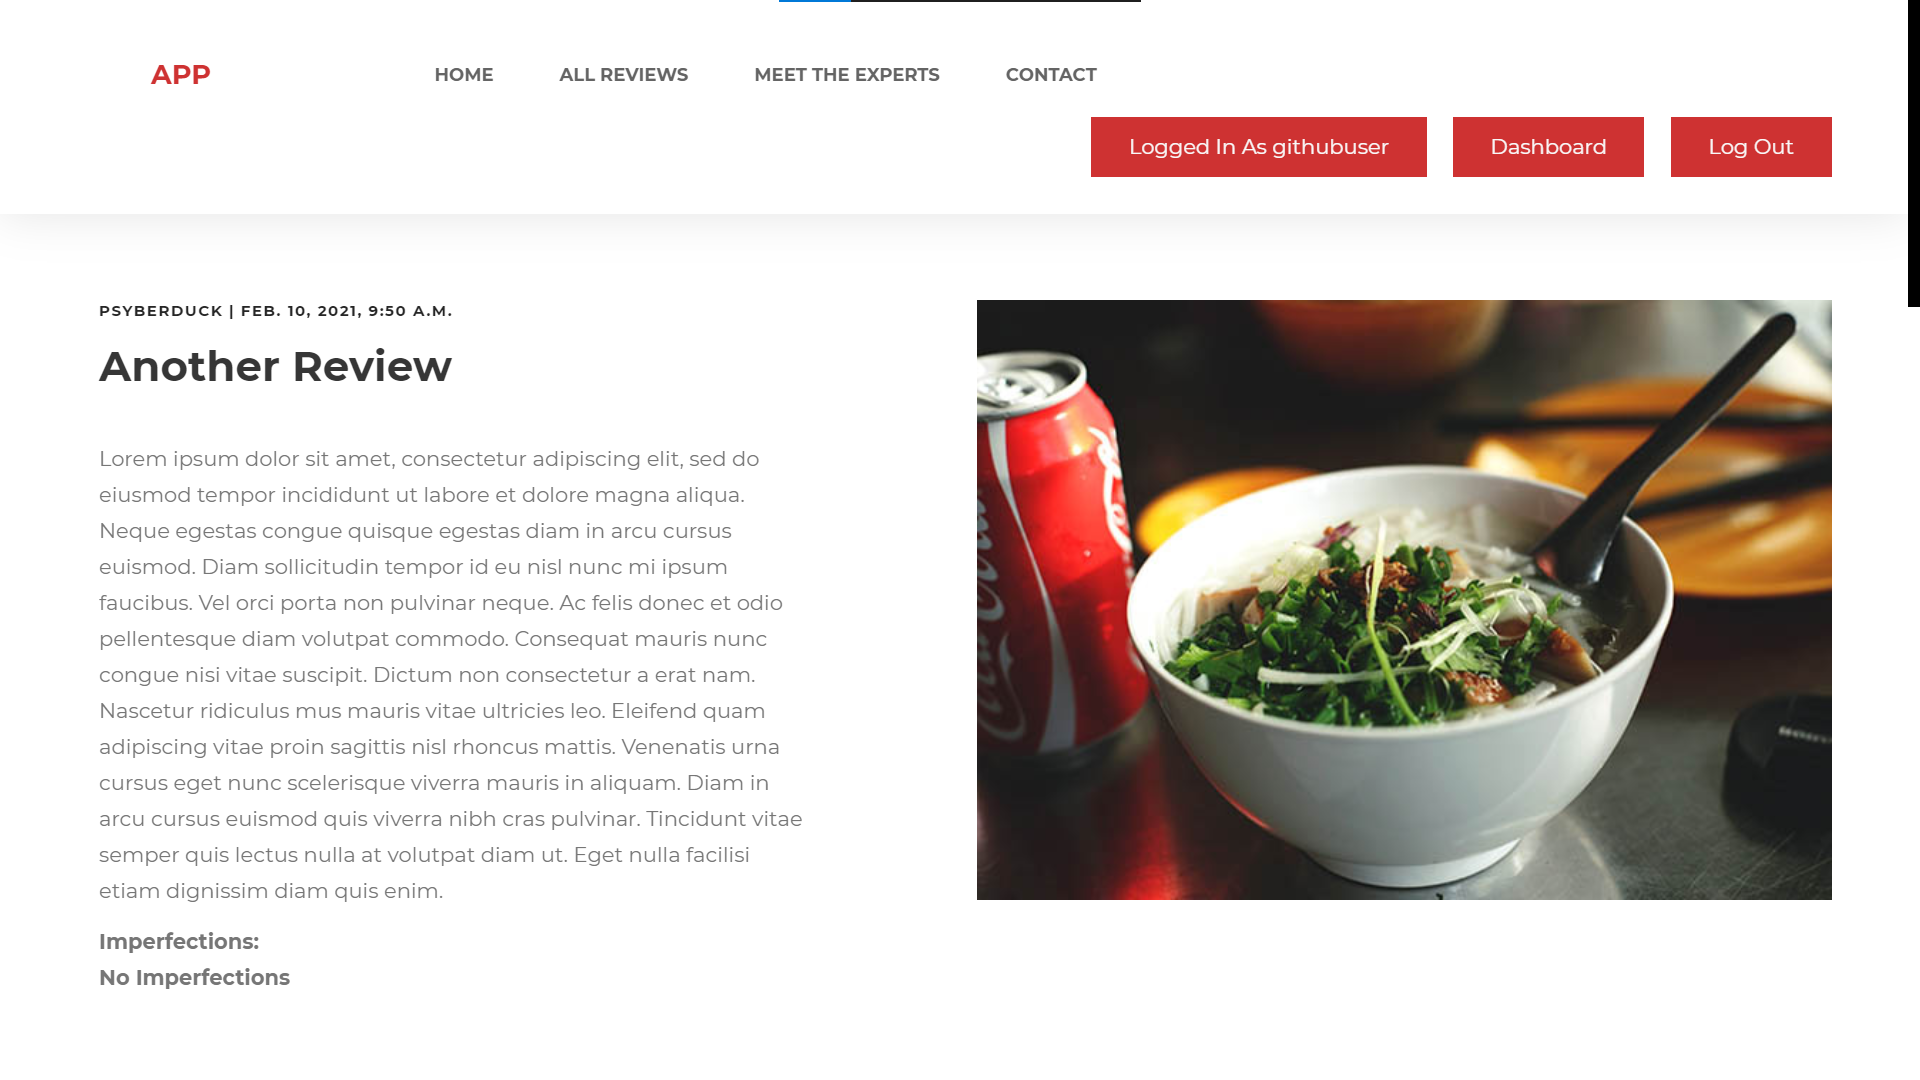 APP
HOME
ALL REVIEWS
MEET THE EXPERTS
CONTACT
Logged In As githubuser
Dashboard
Log Out
PSYBERDUCK | FEB. 10, 2021, 9:50 A.M.
Another Review
Lorem ipsum dolor sit amet, consectetur adipiscing elit, sed do
eiusmod tempor incididunt ut labore et dolore magna aliqua.
Neque egestas congue quisque egestas diam in arcu cursus
euismod. Diam sollicitudin tempor id eu nisl nunc mi ipsum
faucibus. Vel orci porta non pulvinar neque. Ac felis donec et odio
pellentesque diam volutpat commodo. Consequat mauris nunc
congue nisi vitae suscipit. Dictum non consectetur a erat nam.
Nascetur ridiculus mus mauris vitae ultricies leo. Eleifend quam
adipiscing vitae proin sagittis nisl rhoncus mattis. Venenatis urna
cursus eget nunc scelerisque viverra mauris in aliquam. Diam in
arcu cursus euismod quis viverra nibh cras pulvinar. Tincidunt vitae
semper quis lectus nulla at volutpat diam ut. Eget nulla facilisi
etiam dignissim diam quis enim.
Imperfections:
No Imperfections